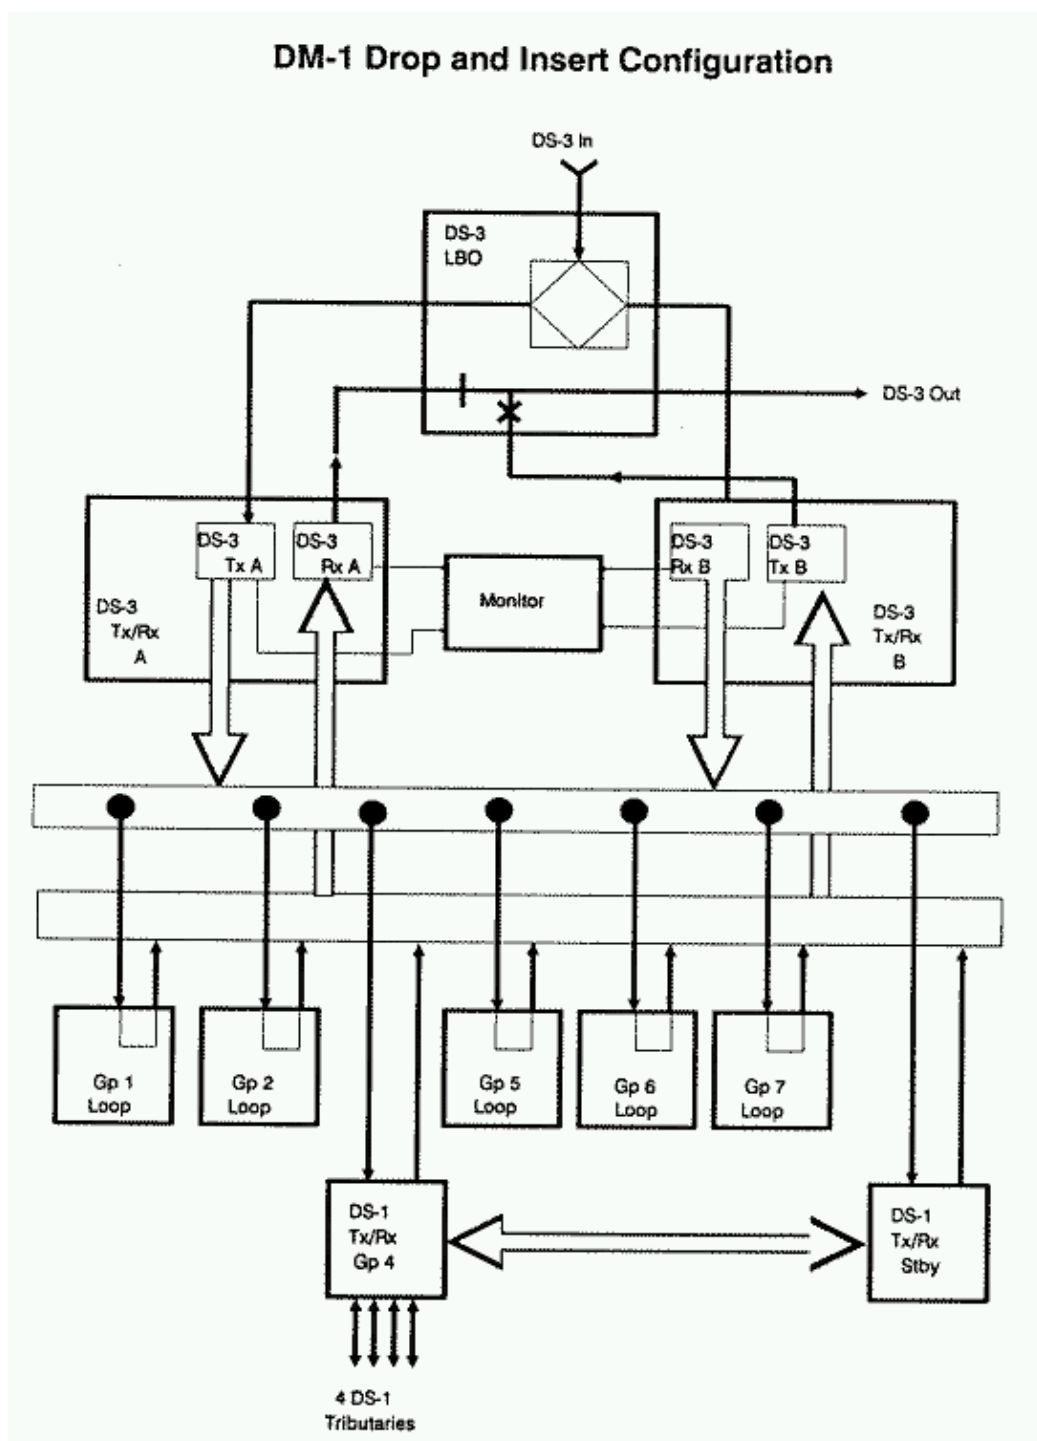 DM-1 Drop and Insert Configuration
DS-3 In
DS-3
LBO
DS-3 Out
DS-3
Tx A
DS-3
Rx A
DS-3
Tx/Rx
A
Monitor
DS-3
Rx B
DS-3
Tx B
DS-3
Tx/Rx
B
Gp 1
Loop
Gp 2
Loop
Gp 5
Loop
Gp 6
Loop
Gp 7
Loop
DS-1
Tx/Rx
Gp 4
DS-1
Tx/Rx
Stby
4 DS-1
Tributaries